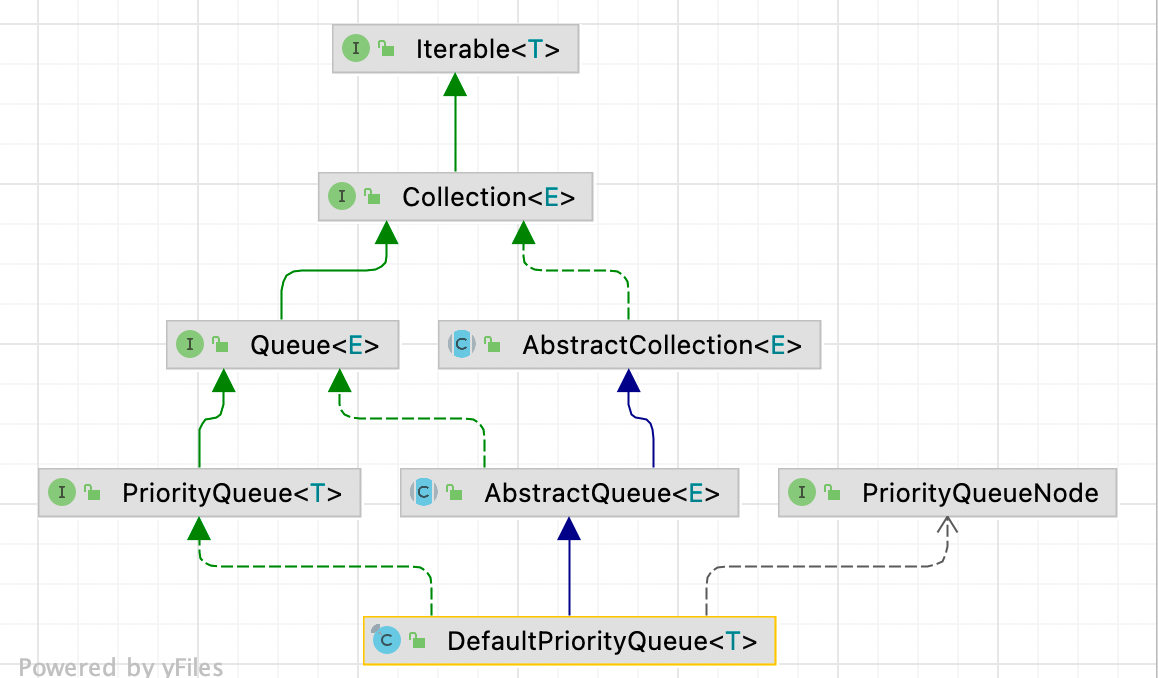 I Iterable<T>
I Collection<E>
I Queue<E>
C AbstractCollection<E>
I PriorityQueue<T>
C AbstractQueue<E>
I PriorityQueueNode
C DefaultPriorityQueue<T>
Powered by yFiles